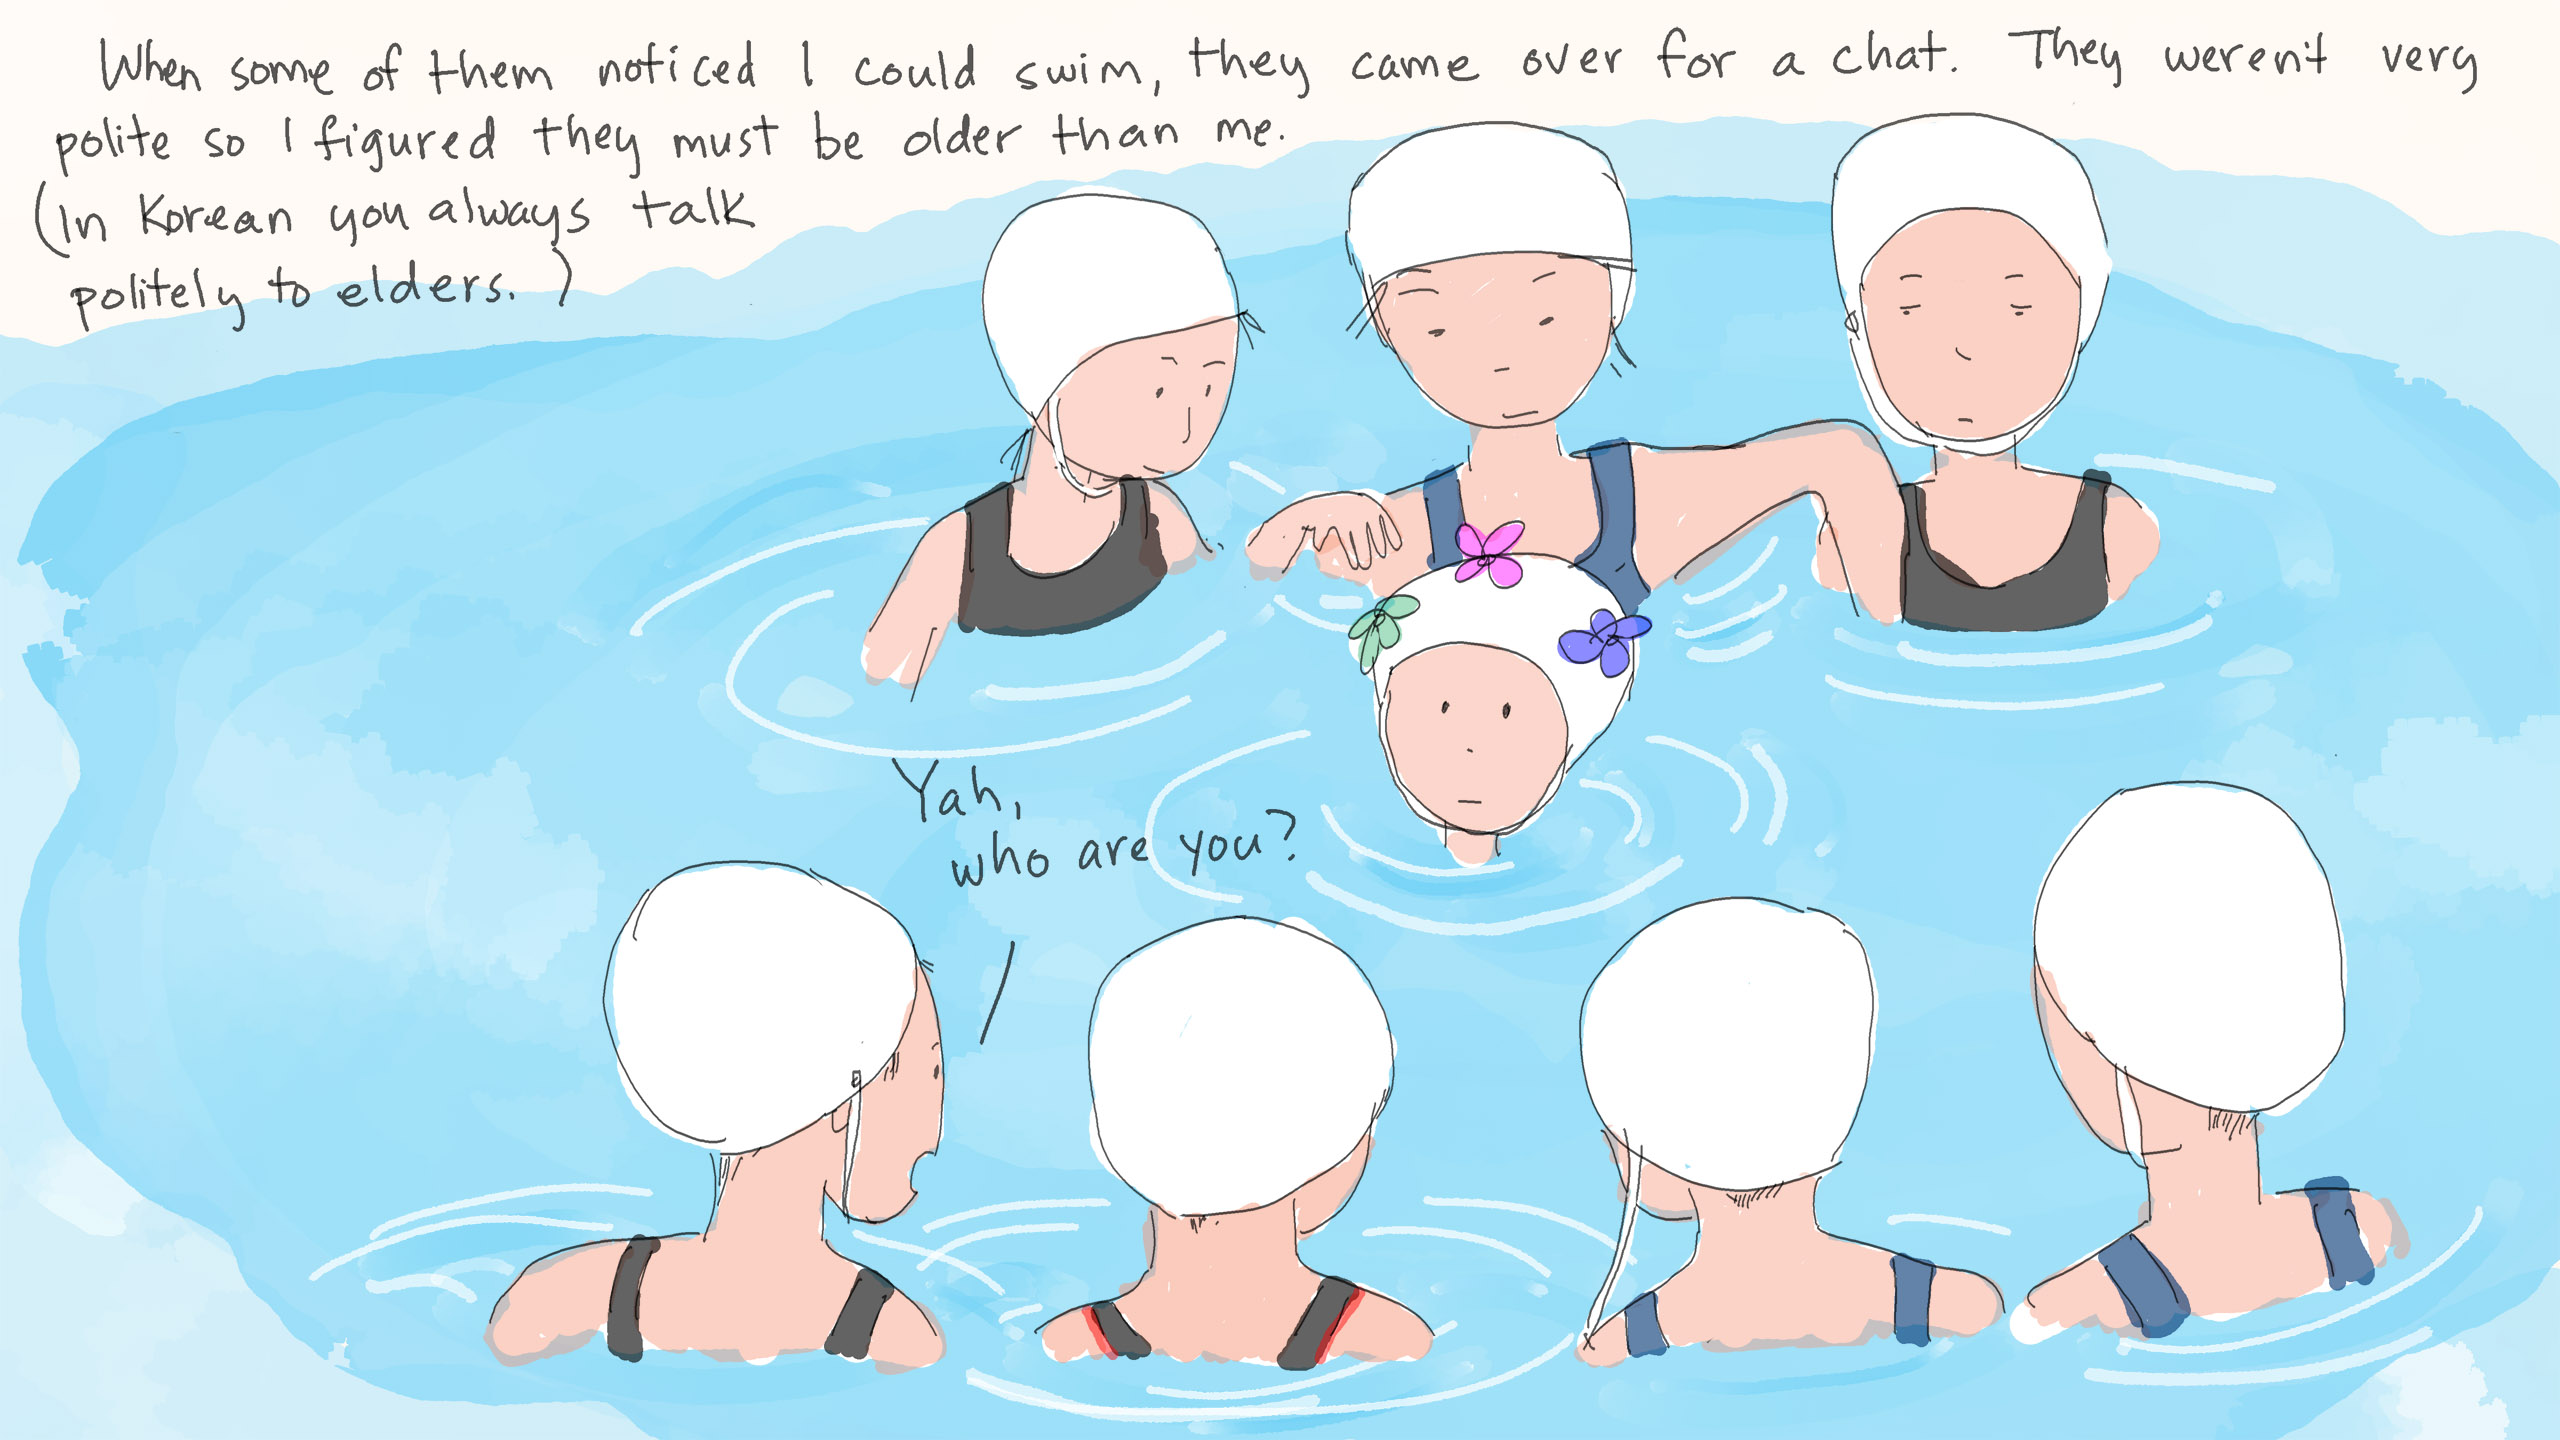 When some of them noticed I could swim, they came over for a chat. They weren't very
polite so I figured they must be older than me.
(In Korean you always talk
politely to elders.)
Yah,
who are you?